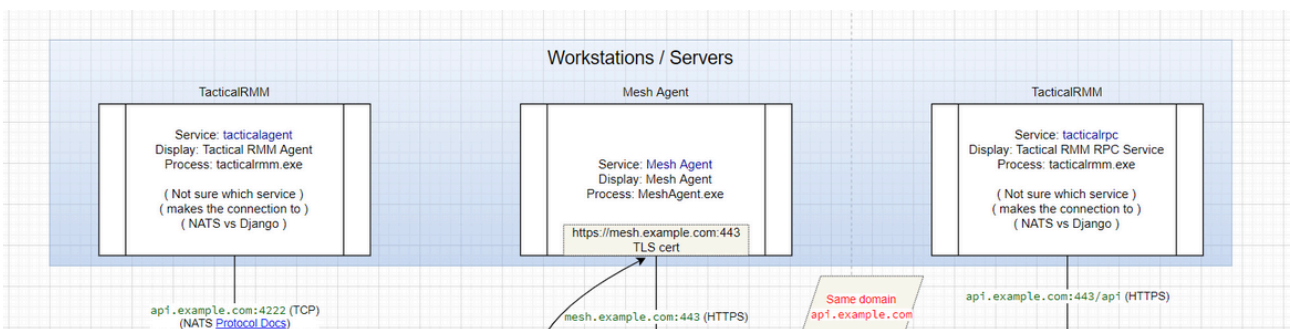 Workstations / Servers
TacticalRMM
Service: tacticalagent
Display: Tactical RMM Agent
Process: tacticalrmm.exe
( Not sure which service )
( makes the connection to )
( NATS vs Django )
api.example.com:4222 (TCP)
(NATS Protocol Docs)
Mesh Agent
Service: Mesh Agent
Display: Mesh Agent
Process: MeshAgent.exe
https://mesh.example.com:443
TLS cert
mesh.example.com:443 (HTTPS)
TacticalRMM
Service: tacticalrpc
Display: Tactical RMM RPC Service
Process: tacticalrmm.exe
( Not sure which service )
( makes the connection to )
( NATS vs Django )
Same domain
api.example.com
api.example.com:443/api (HTTPS)